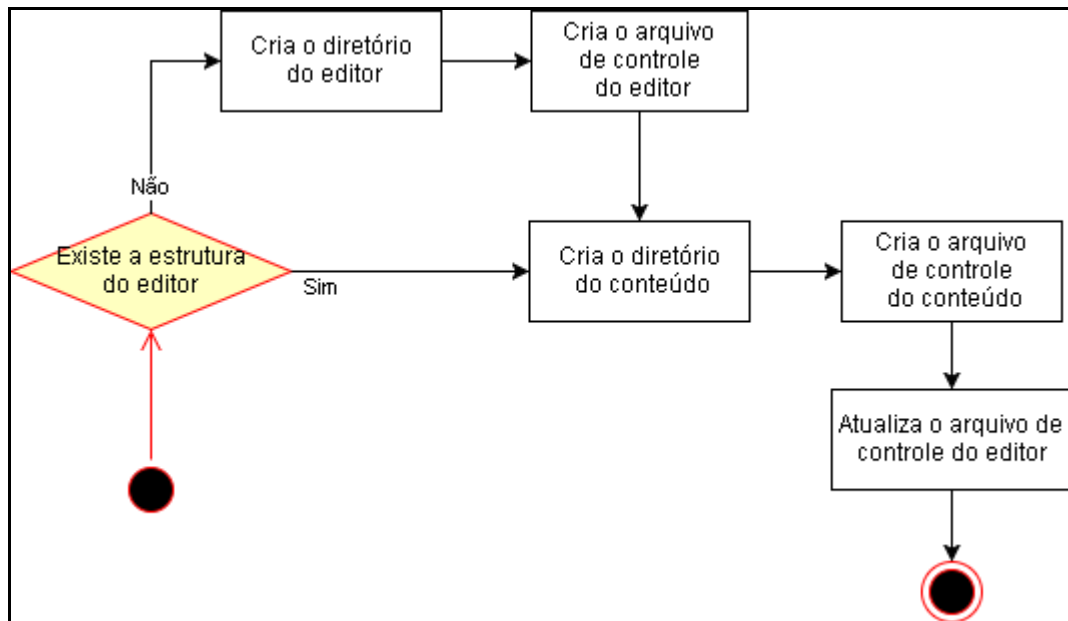 Cria o diretório
do editor
Cria o arquivo
de controle
do editor
Não
Existe a estrutura
do editor
Sim
Cria o diretório
do conteúdo
Cria o arquivo
de controle
do conteúdo
Atualiza o arquivo de
controle do editor